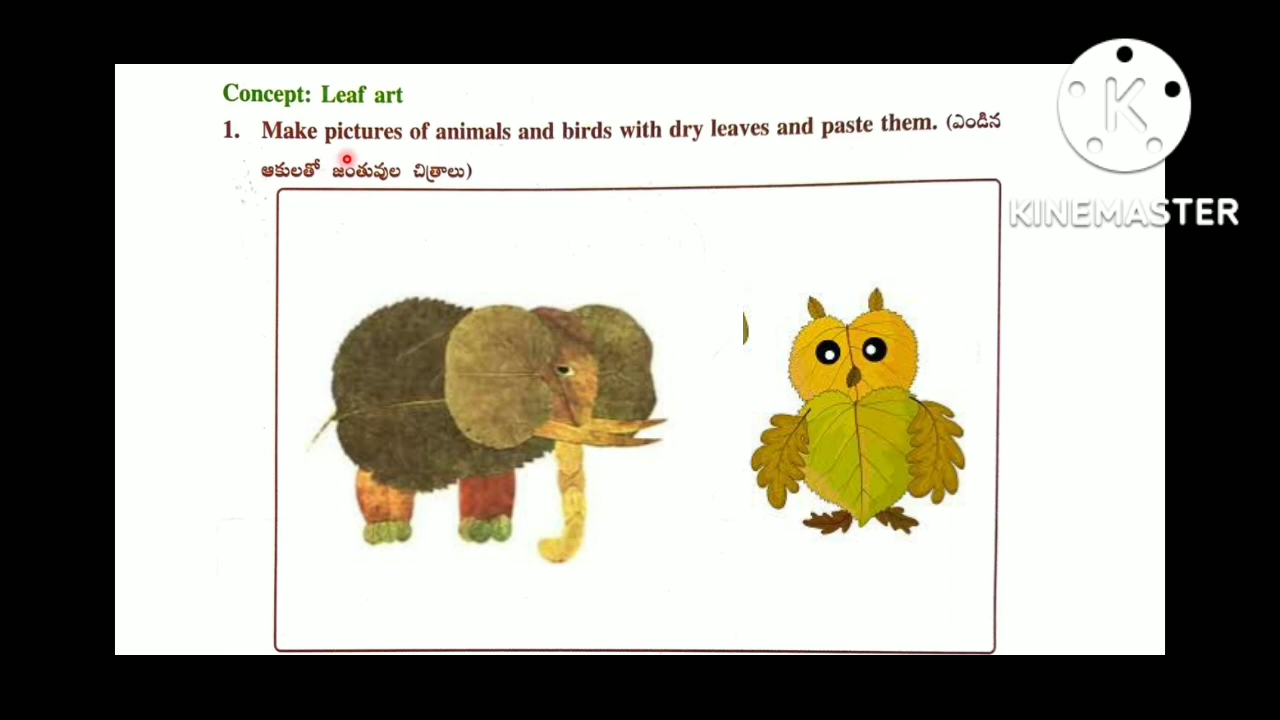 Concept: Leaf art
1. Make pictures of animals and birds with dry leaves and paste them. (ఎండిన
ఆకులతో జంతువుల చిత్రాలు)
K
KINEMASTER